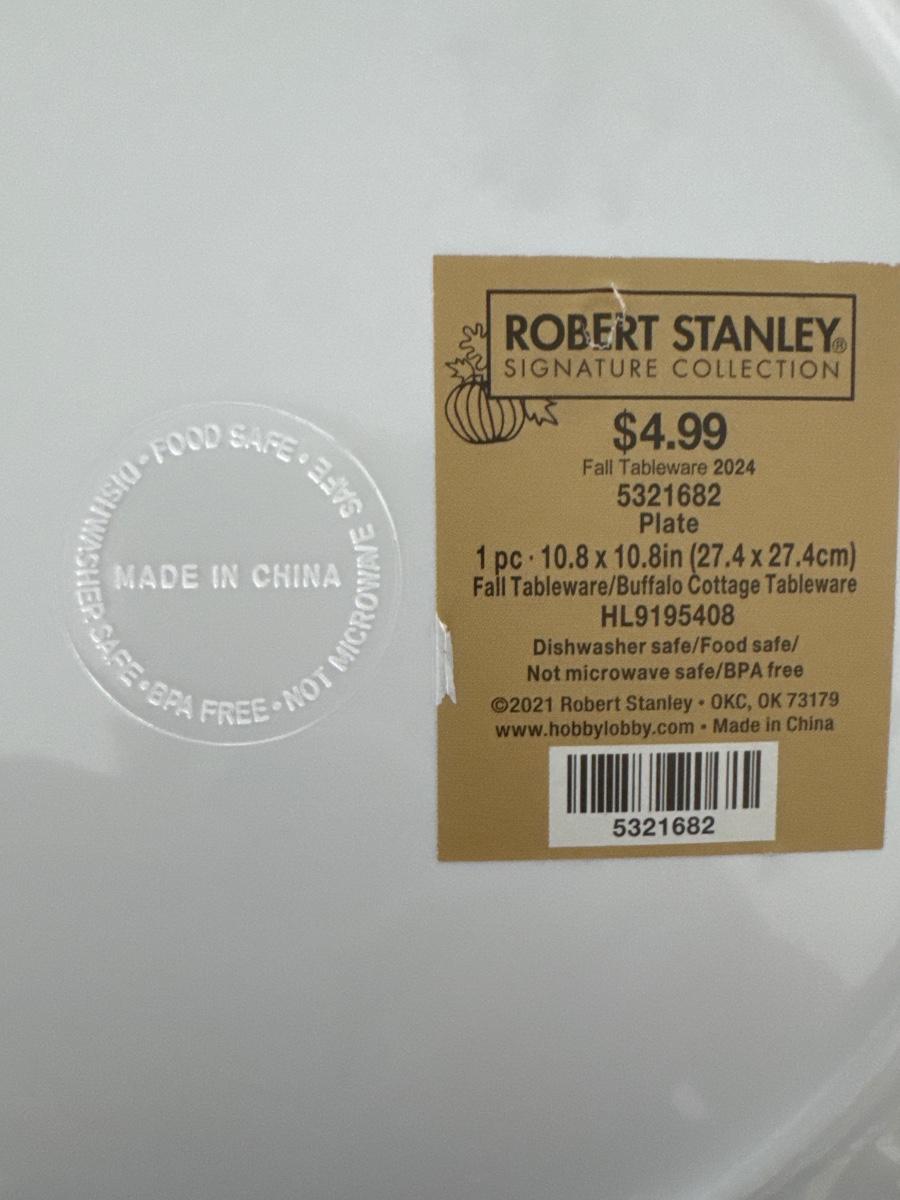 FOOD SAFE • NOT MICROWAVE SAFE • BPA FREE • DISHWASHER SAFE •
MADE IN CHINA
ROBERT STANLEY®
SIGNATURE COLLECTION
$4.99
Fall Tableware 2024
5321682
Plate
1 pc · 10.8 x 10.8in (27.4 x 27.4cm)
Fall Tableware/Buffalo Cottage Tableware
HL9195408
Dishwasher safe/Food safe/
Not microwave safe/BPA free
©2021 Robert Stanley • OKC, OK 73179
www.hobbylobby.com • Made in China
5321682